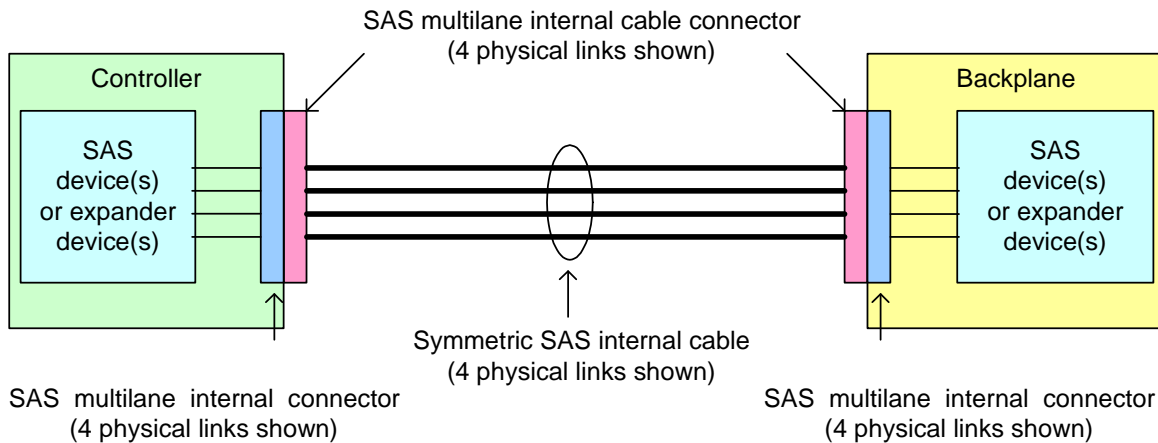 SAS multilane internal cable connector
(4 physical links shown)
Controller
Backplane
SAS
device(s)
or expander
device(s)
SAS
device(s)
or expander
device(s)
Symmetric SAS internal cable
(4 physical links shown)
SAS multilane internal connector
(4 physical links shown)
SAS multilane internal connector
(4 physical links shown)